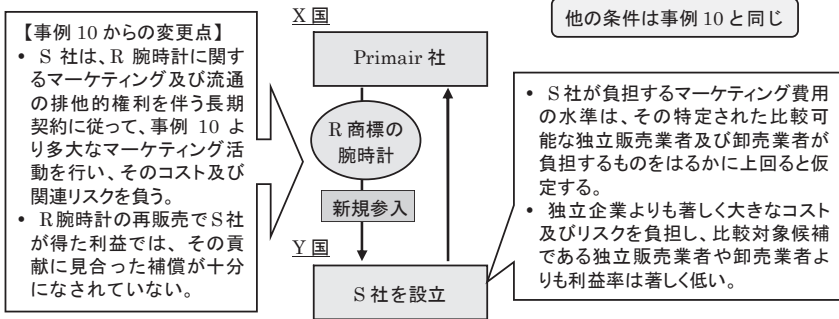 【事例 10 からの変更点】
• S 社は、R 腕時計に関す
るマーケティング及び流通
の排他的権利を伴う長期
契約に従って、事例 10 よ
り多大なマーケティング活
動を行い、そのコスト及び
関連リスクを負う。
• R腕時計の再販売でS社
が得た利益では、その貢
献に見合った補償が十分
になされていない。
X 国
Primair 社
R 商標の
腕時計
新規参入
Y 国
S 社を設立
他の条件は事例 10 と同じ
• S社が負担するマーケティング費用
の水準は、その特定された比較可
能な独立販売業者及び卸売業者が
負担するものをはるかに上回ると仮
定する。
• 独立企業よりも著しく大きなコスト
及びリスクを負担し、比較対象候補
である独立販売業者や卸売業者よ
りも利益率は著しく低い。